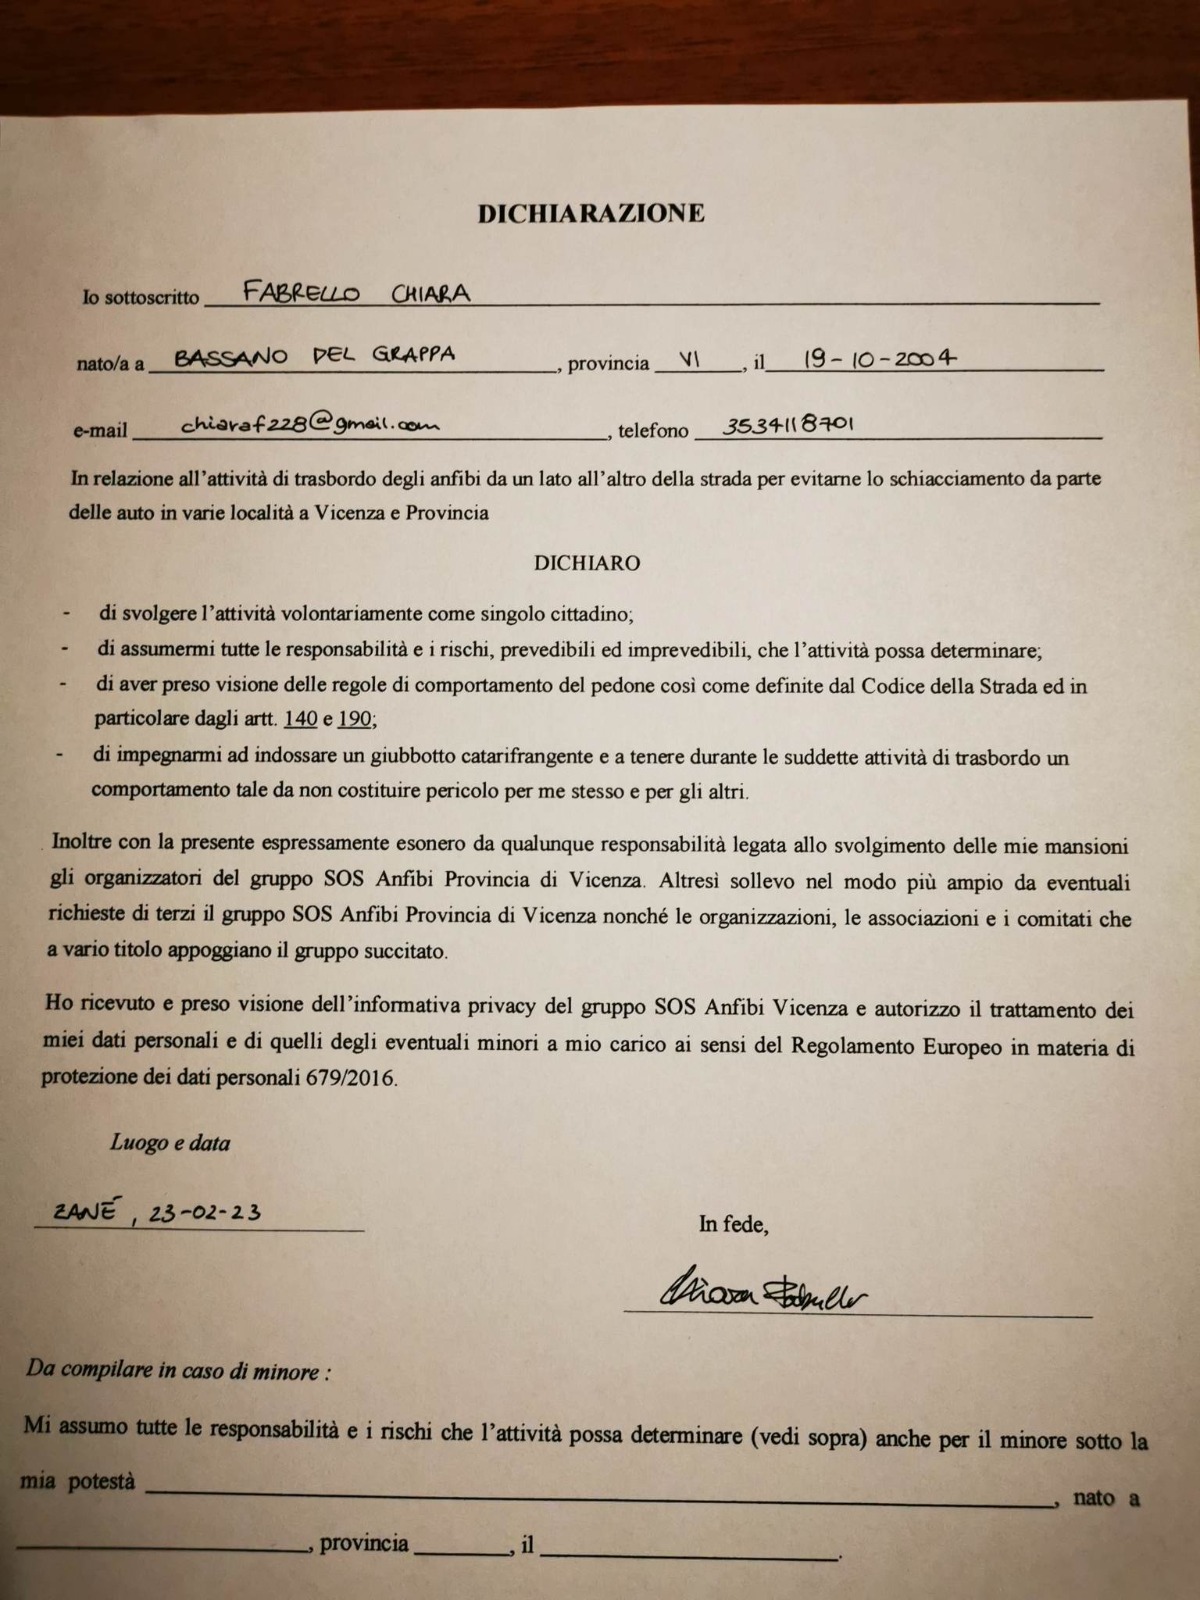 DICHIARAZIONE
Io sottoscritto FABRELLO CHIARA
nato/a a BASSANO DEL GRAPPA, provincia VI, il 19-10-2004
e-mail chiaraf228@gmail.com, telefono 3534118701
In relazione all'attività di trasbordo degli anfibi da un lato all'altro della strada per evitarne lo schiacciamento da parte
delle auto in varie località a Vicenza e Provincia
DICHIARO
- di svolgere l'attività volontariamente come singolo cittadino;
- di assumermi tutte le responsabilità e i rischi, prevedibili ed imprevedibili, che l'attività possa determinare;
- di aver preso visione delle regole di comportamento del pedone così come definite dal Codice della Strada ed in
particolare dagli artt. 140 e 190;
- di impegnarmi ad indossare un giubbotto catarifrangente e a tenere durante le suddette attività di trasbordo un
comportamento tale da non costituire pericolo per me stesso e per gli altri.
Inoltre con la presente espressamente esonero da qualunque responsabilità legata allo svolgimento delle mie mansioni
gli organizzatori del gruppo SOS Anfibi Provincia di Vicenza. Altresì sollevo nel modo più ampio da eventuali
richieste di terzi il gruppo SOS Anfibi Provincia di Vicenza nonché le organizzazioni, le associazioni e i comitati che
a vario titolo appoggiano il gruppo succitato.
Ho ricevuto e preso visione dell'informativa privacy del gruppo SOS Anfibi Vicenza e autorizzo il trattamento dei
miei dati personali e di quelli degli eventuali minori a mio carico ai sensi del Regolamento Europeo in materia di
protezione dei dati personali 679/2016.
Luogo e data
ZANÉ, 23-02-23
In fede,
Chiara Fabrello
Da compilare in caso di minore :
Mi assumo tutte le responsabilità e i rischi che l'attività possa determinare (vedi sopra) anche per il minore sotto la
mia potestà , nato a
, provincia , il .